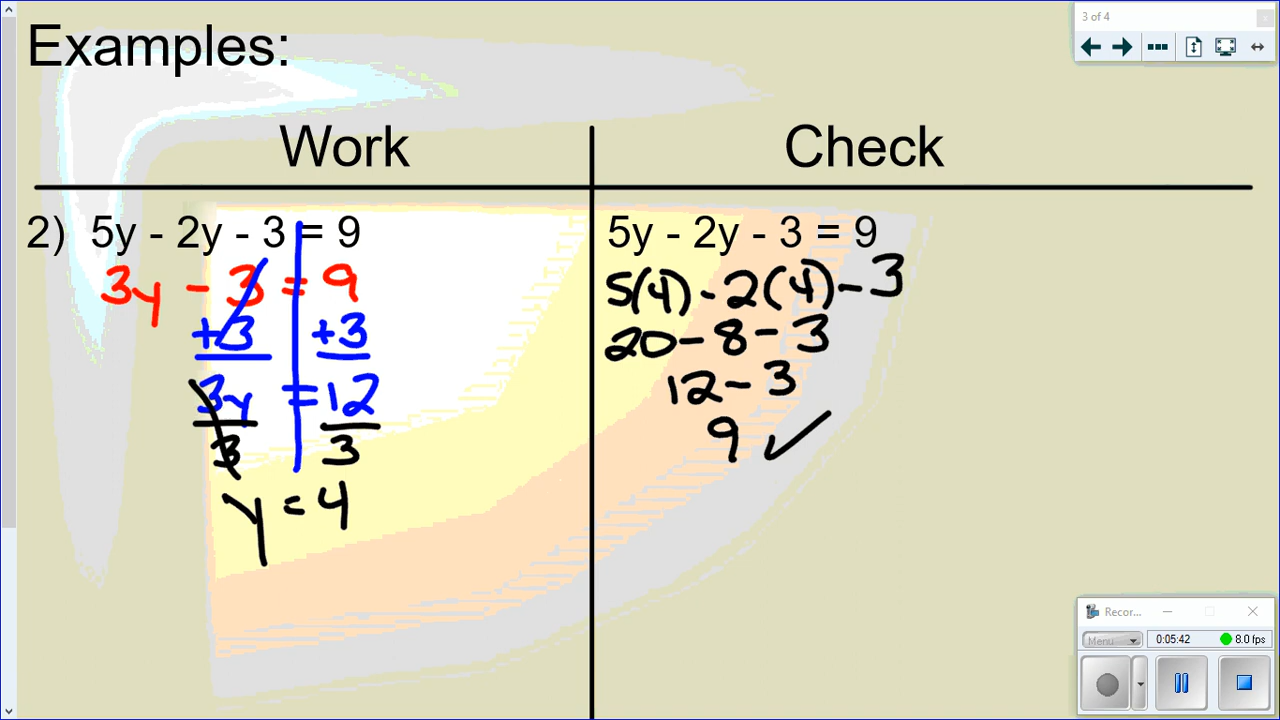 Examples:
3 of 4
Work
Check
2) 5y - 2y - 3 = 9
3y - 3 = 9
+3 +3
3y = 12
3 3
y = 4
5y - 2y - 3 = 9
5(4) - 2(4) - 3
20 - 8 - 3
12 - 3
9 ✓
Recor...
Menu
0:05:42
8.0 fps